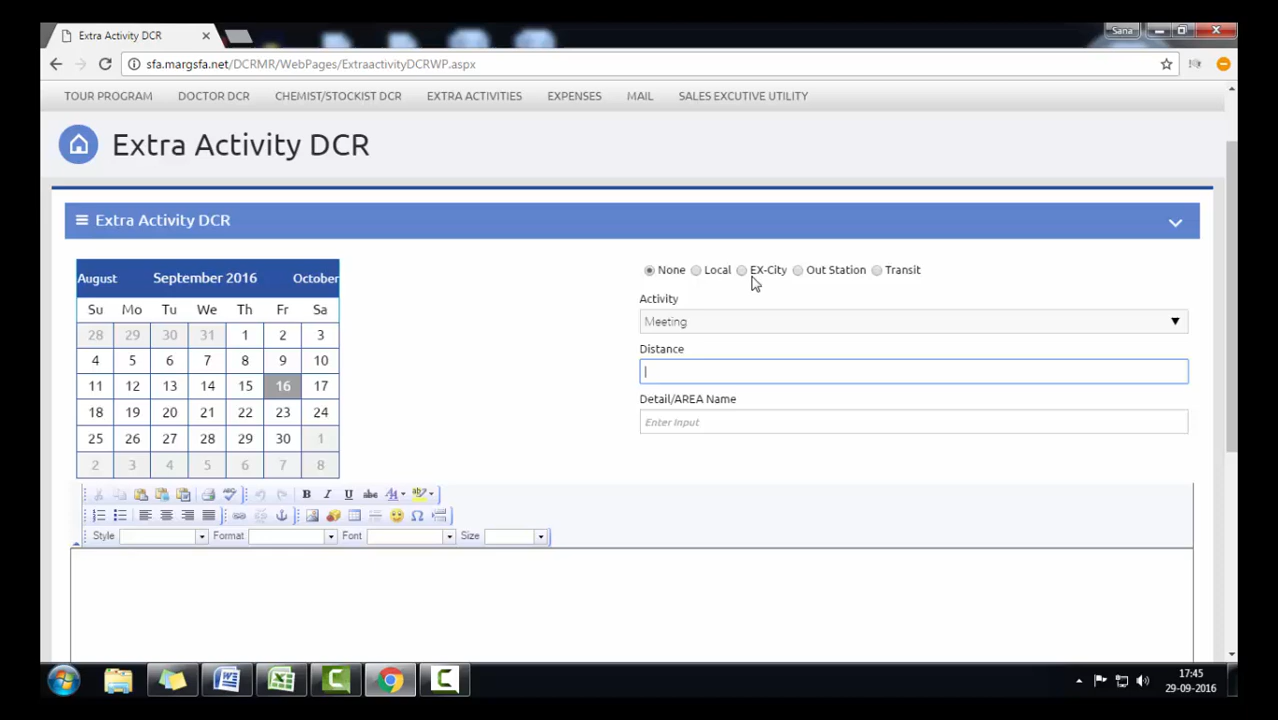 Extra Activity DCR
Sana
sfa.margsfa.net/DCRMR/WebPages/ExtraactivityDCRWP.aspx
TOUR PROGRAM DOCTOR DCR CHEMIST/STOCKIST DCR EXTRA ACTIVITIES EXPENSES MAIL SALES EXCUTIVE UTILITY
Extra Activity DCR
Extra Activity DCR
August September 2016 October
Su Mo Tu We Th Fr Sa
28 29 30 31 1 2 3
4 5 6 7 8 9 10
11 12 13 14 15 16 17
18 19 20 21 22 23 24
25 26 27 28 29 30 1
2 3 4 5 6 7 8
None Local EX-City Out Station Transit
Activity
Meeting
Distance
Detail/AREA Name
Enter Input
B I U abc ab
Style Format Font Size
17:45
29-09-2016